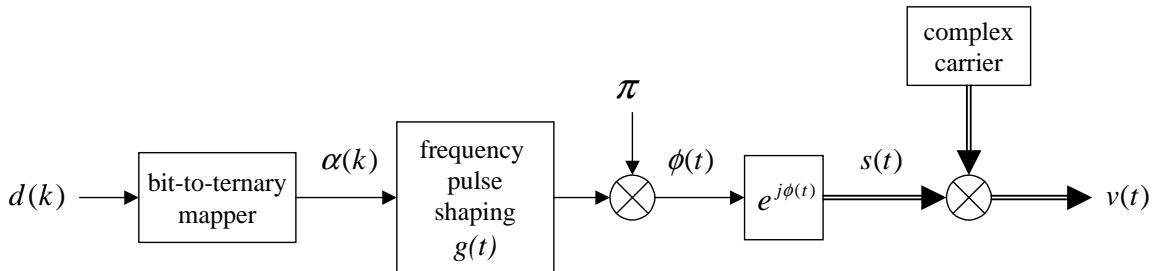 d(k)
bit-to-ternary
mapper
α(k)
frequency
pulse
shaping
g(t)
π
ϕ(t)
e^{jϕ(t)}
s(t)
complex
carrier
v(t)